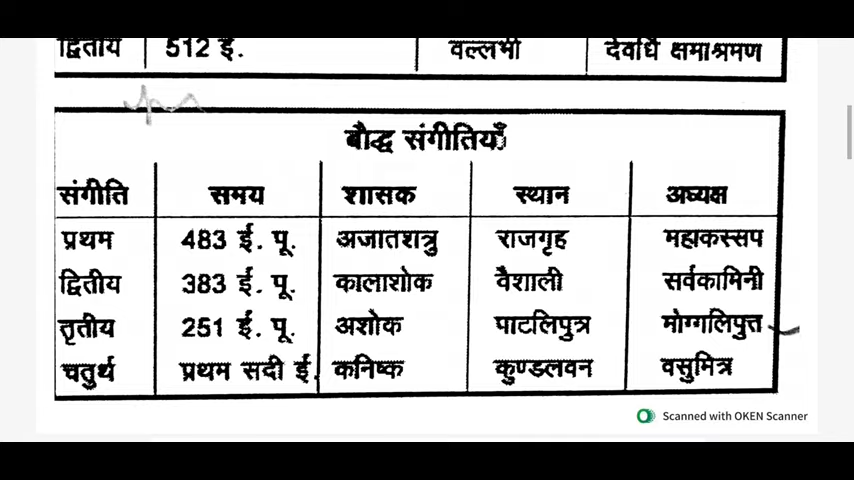 द्वितीय 512 ई. वल्लभी देवर्धि क्षमाश्रमण
बौद्ध संगीतियाँ
संगीति समय शासक स्थान अध्यक्ष
प्रथम 483 ई. पू. अजातशत्रु राजगृह महाकस्सप
द्वितीय 383 ई. पू. कालाशोक वैशाली सर्वकामिनी
तृतीय 251 ई. पू. अशोक पाटलिपुत्र मोग्गलिपुत्त
चतुर्थ प्रथम सदी ई. कनिष्क कुण्डलवन वसुमित्र
Scanned with OKEN Scanner